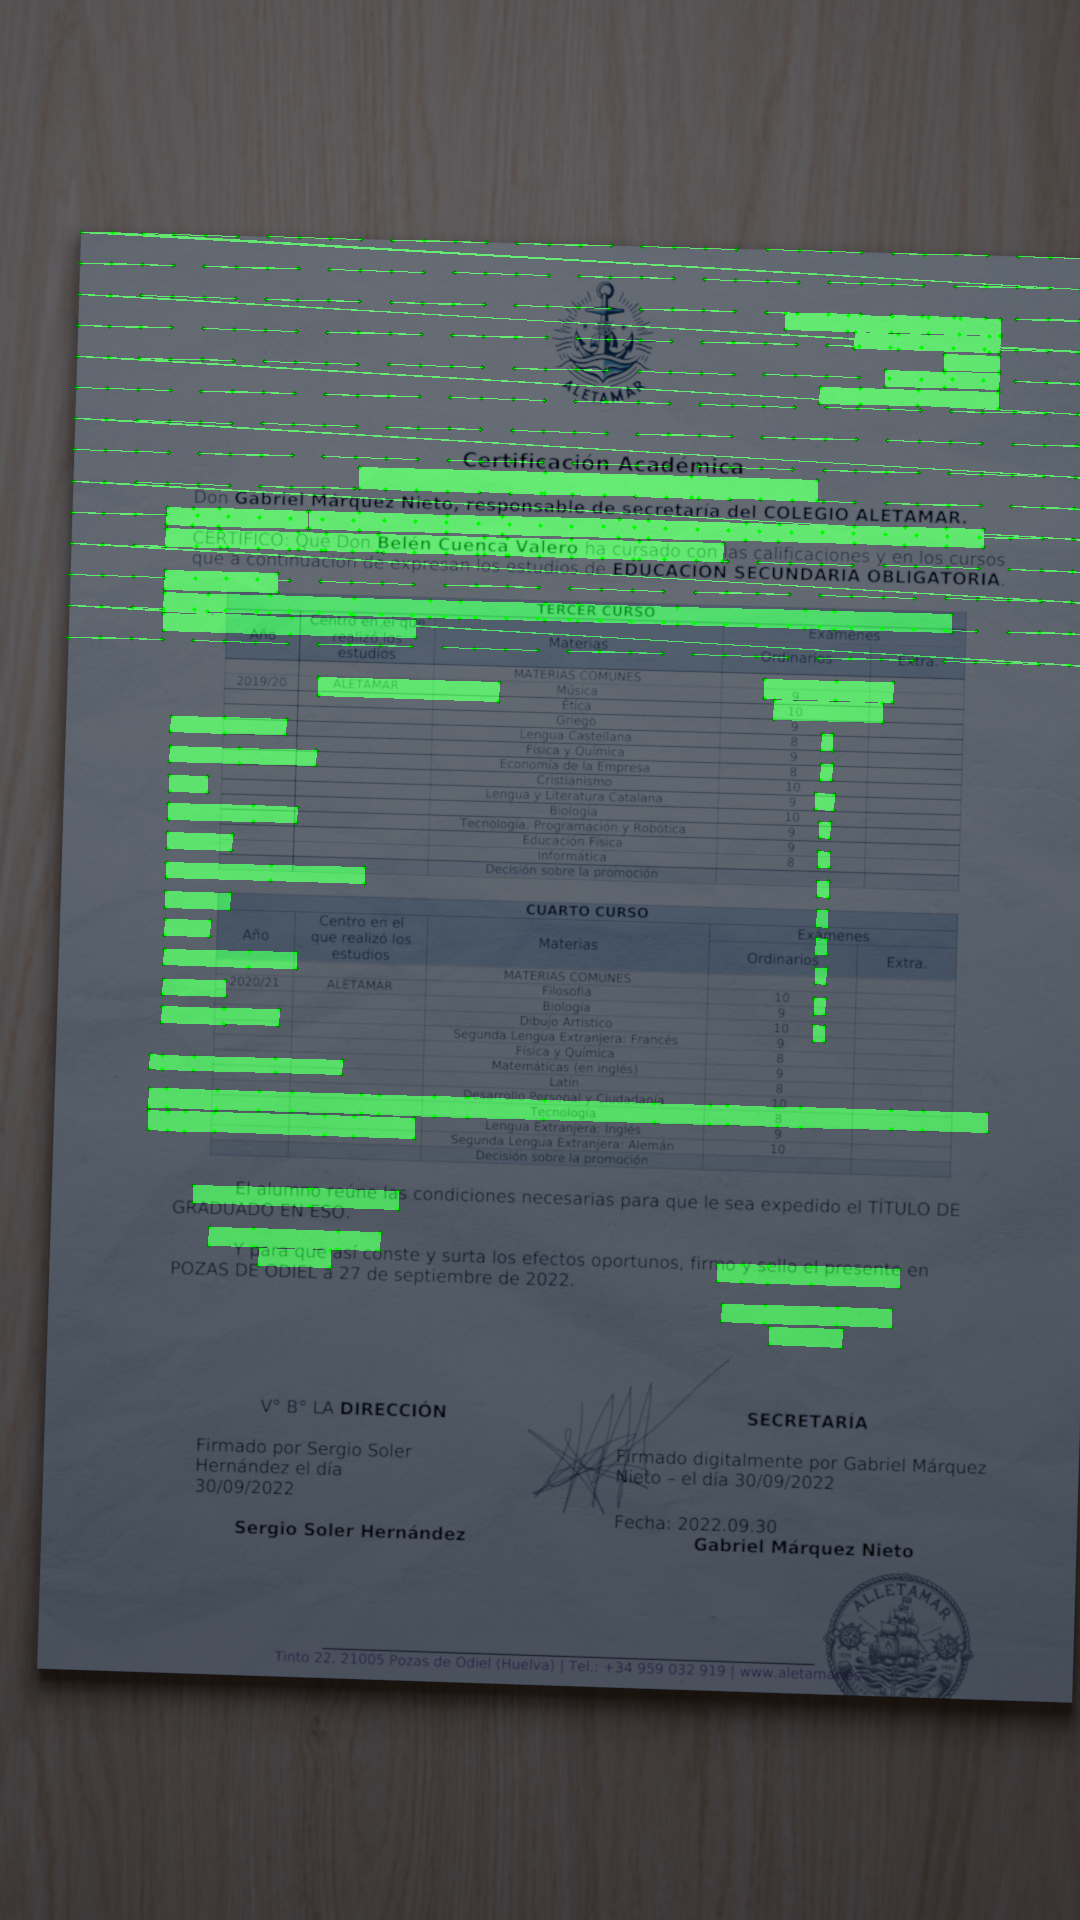 ALETAMAR
Certificación Académica
Don Gabriel Márquez Nieto, responsable de secretaría del COLEGIO ALETAMAR.
CERTIFICO: Que Don Belén Cuenca Valero ha cursado con las calificaciones y en los cursos
que a continuación de expresan los estudios de EDUCACIÓN SECUNDARIA OBLIGATORIA.
TERCER CURSO
Año Centro en el que realizó los estudios Materias Exámenes
Ordinarios Extra.
MATERIAS COMUNES
2019/20 ALETAMAR Música 9
Ética 10
Griego 9
Lengua Castellana 8
Física y Química 9
Economía de la Empresa 8
Cristianismo 10
Lengua y Literatura Catalana 9
Biología 10
Tecnología, Programación y Robótica 9
Educación Física 9
Informática 8
Decisión sobre la promoción
CUARTO CURSO
Año Centro en el que realizó los estudios Materias Exámenes
Ordinarios Extra.
MATERIAS COMUNES
2020/21 ALETAMAR Filosofía 10
Biología 9
Dibujo Artístico 10
Segunda Lengua Extranjera: Francés 9
Física y Química 8
Matemáticas (en inglés) 9
Latín 8
Desarrollo Personal y Ciudadanía 10
Tecnología 8
Lengua Extranjera: Inglés 9
Segunda Lengua Extranjera: Alemán 10
Decisión sobre la promoción
El alumno reúne las condiciones necesarias para que le sea expedido el TÍTULO DE
GRADUADO EN ESO.
Y para que así conste y surta los efectos oportunos, firmo y sello el presente en
POZAS DE ODIEL a 27 de septiembre de 2022.
V° B° LA DIRECCIÓN
SECRETARÍA
Firmado por Sergio Soler
Hernández el día
30/09/2022
Firmado digitalmente por Gabriel Márquez
Nieto – el día 30/09/2022
Fecha: 2022.09.30
Sergio Soler Hernández
Gabriel Márquez Nieto
ALLETAMAR
Tinto 22, 21005 Pozas de Odiel (Huelva) | Tel.: +34 959 032 919 | www.aletamar